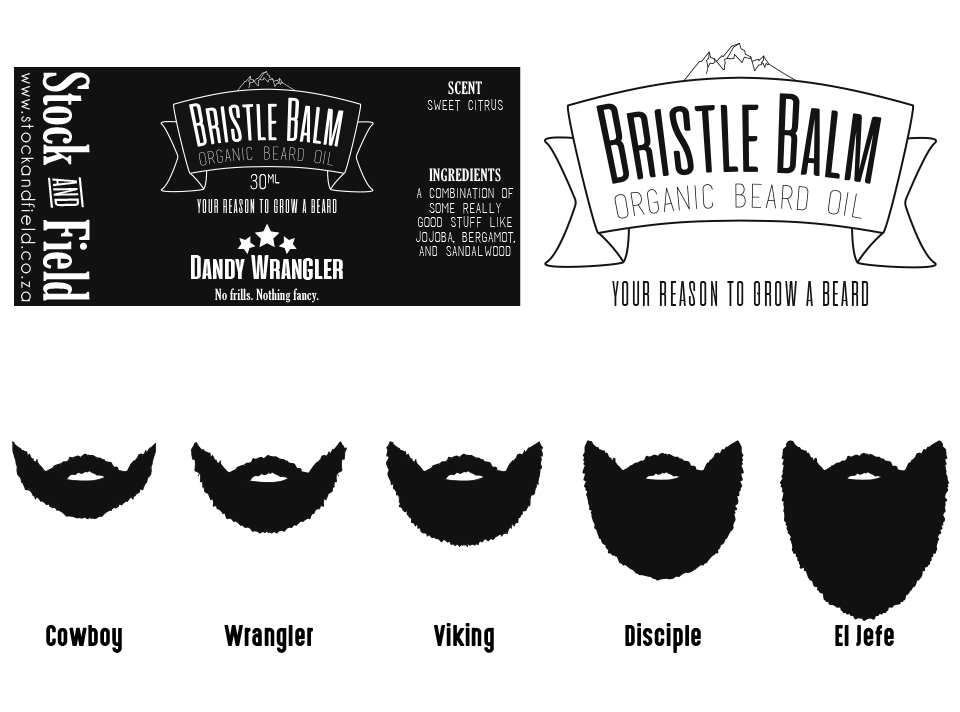 Stock AND Field
www.stockandfield.co.za
BRISTLE BALM
ORGANIC BEARD OIL
30ML
YOUR REASON TO GROW A BEARD
DANDY WRANGLER
No frills. Nothing fancy.
SCENT
SWEET CITRUS
INGREDIENTS
A COMBINATION OF
SOME REALLY
GOOD STUFF LIKE
JOJOBA, BERGAMOT,
AND SANDALWOOD
BRISTLE BALM
ORGANIC BEARD OIL
YOUR REASON TO GROW A BEARD
Cowboy
Wrangler
Viking
Disciple
El Jefe